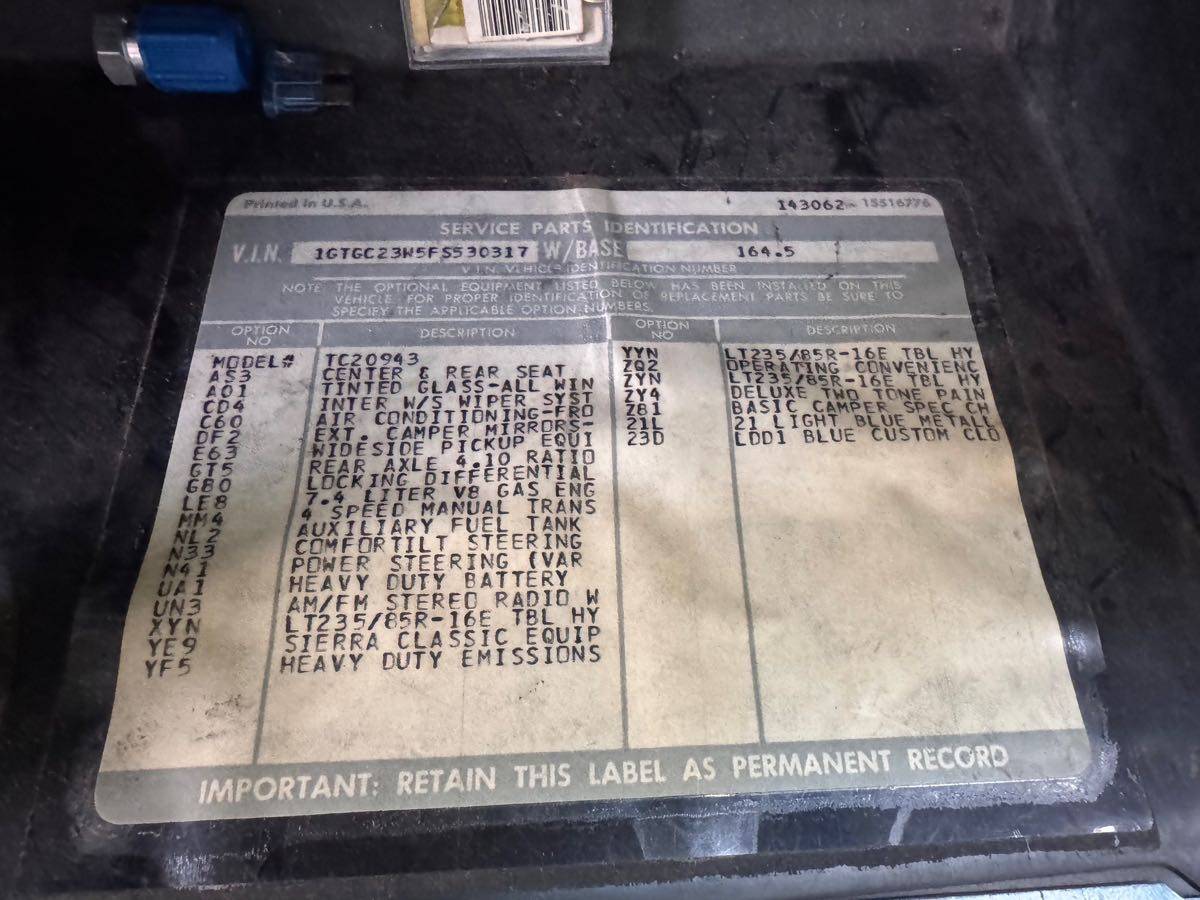 Printed in U.S.A.
I43062 15516776
SERVICE PARTS IDENTIFICATION
V.I.N. 1GTGC23W5FS530317 W/BASE 164.5
V.I.N. VEHICLE IDENTIFICATION NUMBER
NOTE THE OPTIONAL EQUIPMENT LISTED BELOW HAS BEEN INSTALLED ON THIS
VEHICLE. FOR PROPER IDENTIFICATION OF REPLACEMENT PARTS BE SURE TO
SPECIFY THE APPLICABLE OPTION NUMBERS.
OPTION NO DESCRIPTION
MODEL# TC20943
AS3 CENTER & REAR SEAT
A01 TINTED GLASS-ALL WIN
CD4 INTER W/S WIPER SYST
C60 AIR CONDITIONING-FRO
DF2 EXT. CAMPER MIRRORS-
E63 WIDESIDE PICKUP EQUI
GT5 REAR AXLE 4.10 RATIO
G80 LOCKING DIFFERENTIAL
LE8 7.4 LITER V8 GAS ENG
MM4 4 SPEED MANUAL TRANS
NL2 AUXILIARY FUEL TANK
N33 COMFORTILT STEERING
N41 POWER STEERING (VAR
UA1 HEAVY DUTY BATTERY
UN3 AM/FM STEREO RADIO W
XYN LT235/85R-16E TBL HY
YE9 SIERRA CLASSIC EQUIP
YF5 HEAVY DUTY EMISSIONS
OPTION NO DESCRIPTION
YYN LT235/85R-16E TBL HY
ZQ2 OPERATING CONVENIENC
ZYN LT235/85R-16E TBL HY
ZY4 DELUXE TWO TONE PAIN
Z81 BASIC CAMPER SPEC CH
21L 21 LIGHT BLUE METALL
23D LDD1 BLUE CUSTOM CLO
IMPORTANT: RETAIN THIS LABEL AS PERMANENT RECORD